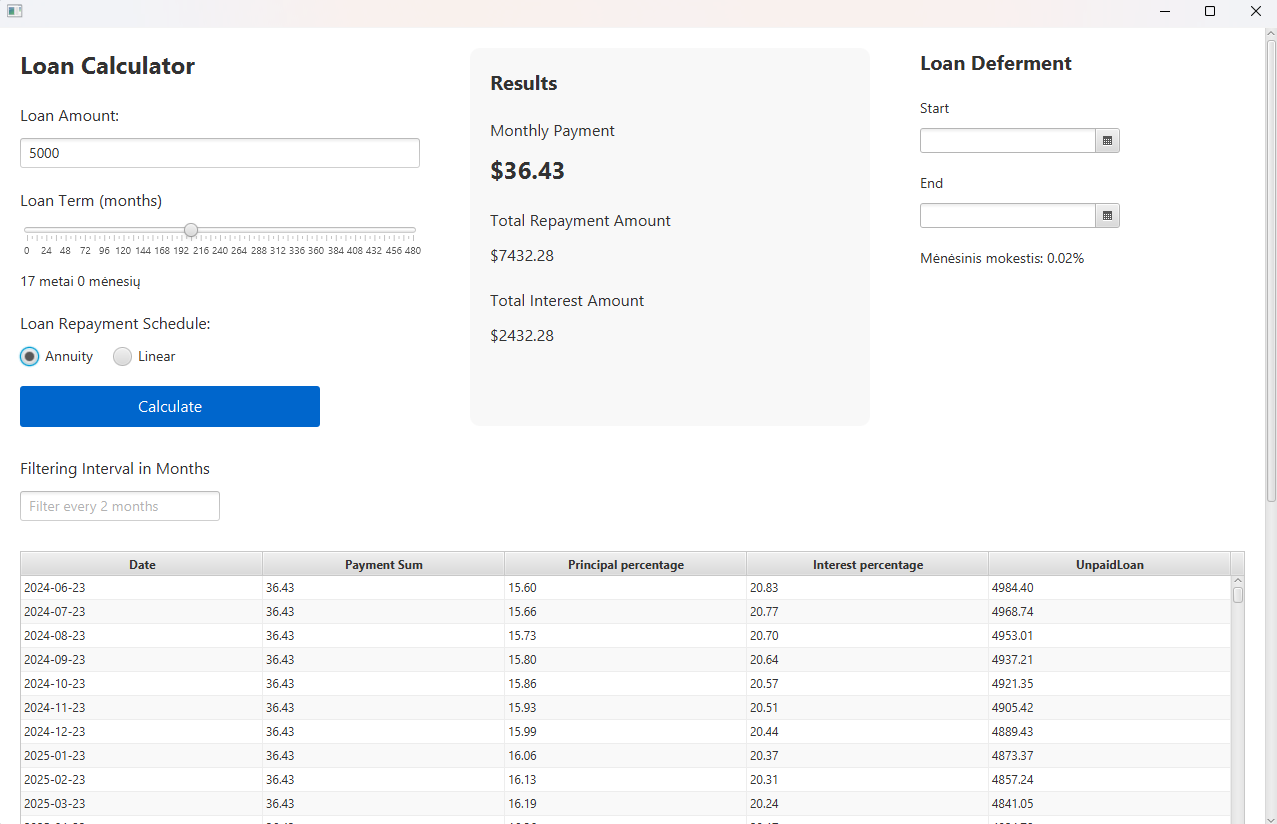 Loan Calculator
Loan Amount:
5000
Loan Term (months)
0 24 48 72 96 120 144 168 192 216 240 264 288 312 336 360 384 408 432 456 480
17 metai 0 mėnesių
Loan Repayment Schedule:
Annuity Linear
Calculate
Results
Monthly Payment
$36.43
Total Repayment Amount
$7432.28
Total Interest Amount
$2432.28
Loan Deferment
Start
End
Mėnėsinis mokestis: 0.02%
Filtering Interval in Months
Filter every 2 months
Date Payment Sum Principal percentage Interest percentage UnpaidLoan
2024-06-23 36.43 15.60 20.83 4984.40
2024-07-23 36.43 15.66 20.77 4968.74
2024-08-23 36.43 15.73 20.70 4953.01
2024-09-23 36.43 15.80 20.64 4937.21
2024-10-23 36.43 15.86 20.57 4921.35
2024-11-23 36.43 15.93 20.51 4905.42
2024-12-23 36.43 15.99 20.44 4889.43
2025-01-23 36.43 16.06 20.37 4873.37
2025-02-23 36.43 16.13 20.31 4857.24
2025-03-23 36.43 16.19 20.24 4841.05